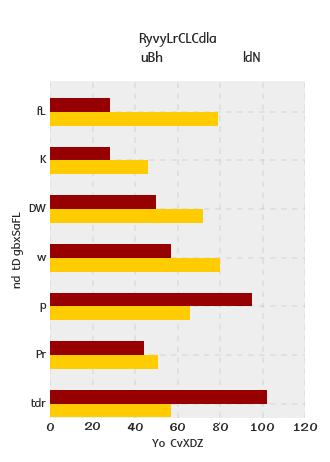 RyvyLrCLCdla
uBh ldN
fL
K
DW
w
p
Pr
tdr
0 20 40 60 80 100 120
Yo CvXDZ
nd tD gbxSaFL